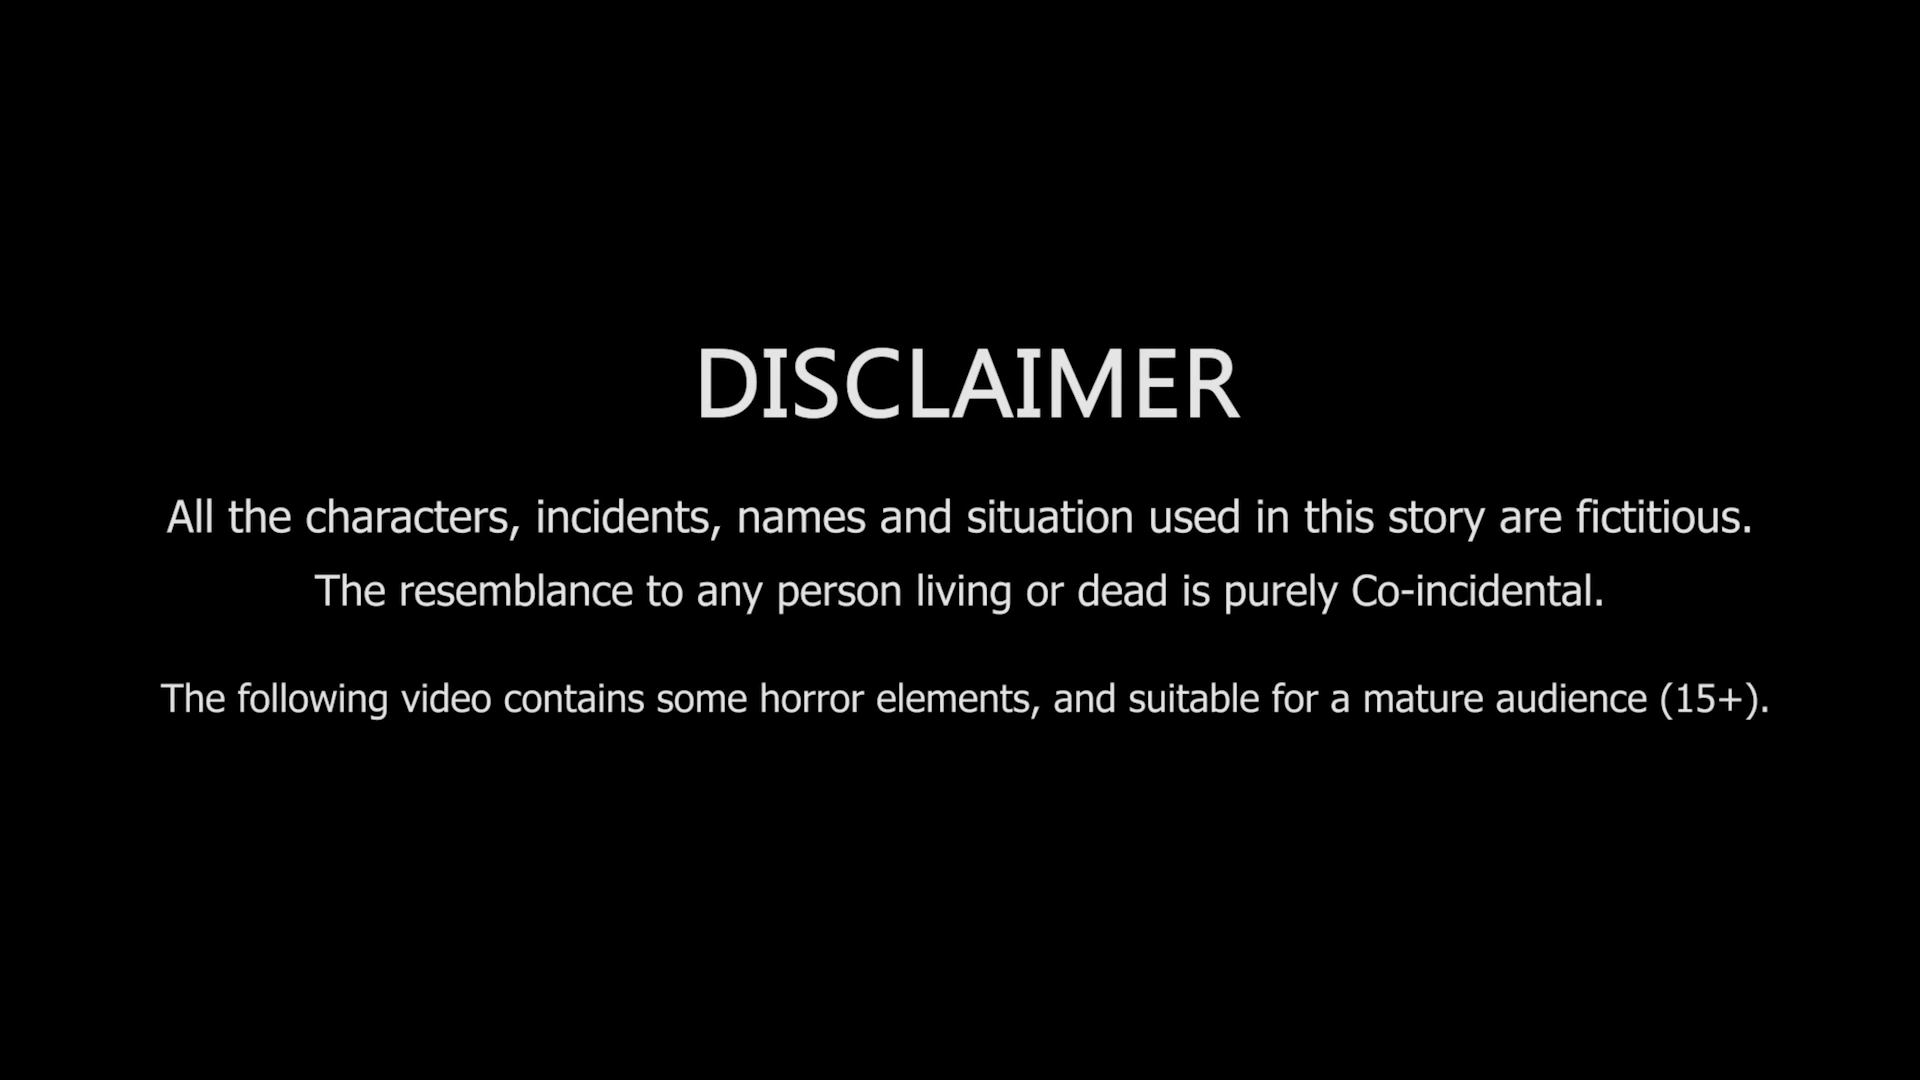 DISCLAIMER
All the characters, incidents, names and situation used in this story are fictitious.
The resemblance to any person living or dead is purely Co-incidental.
The following video contains some horror elements, and suitable for a mature audience (15+).